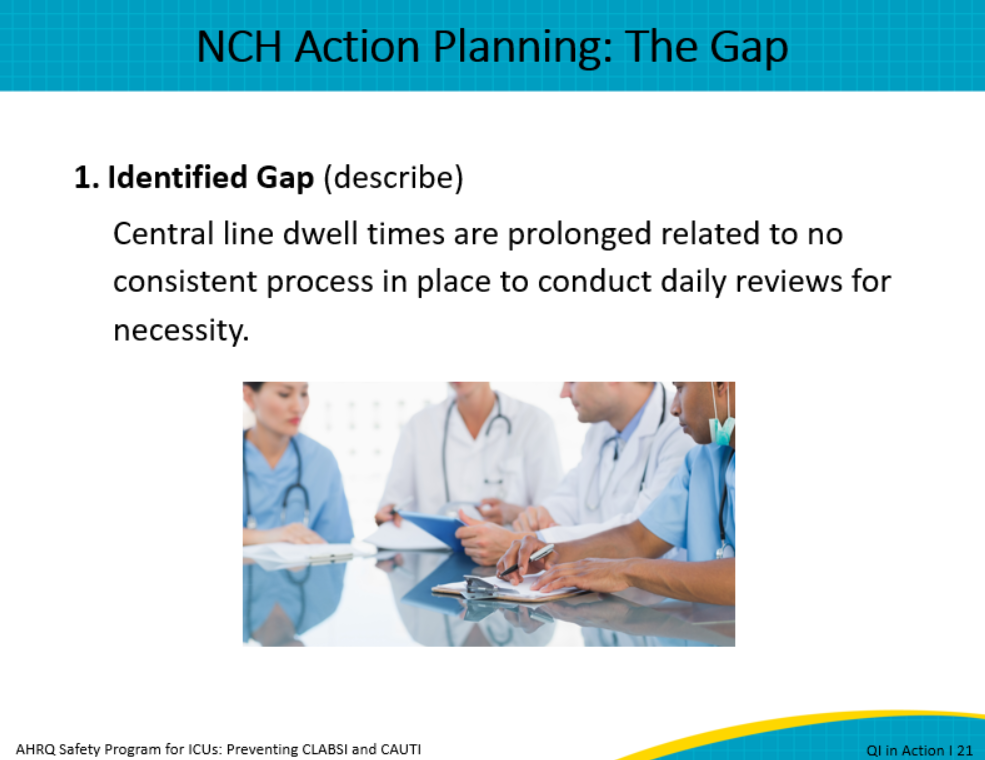 NCH Action Planning: The Gap
1. Identified Gap (describe)
Central line dwell times are prolonged related to no
consistent process in place to conduct daily reviews for
necessity.
AHRQ Safety Program for ICUs: Preventing CLABSI and CAUTI
QI in Action I 21